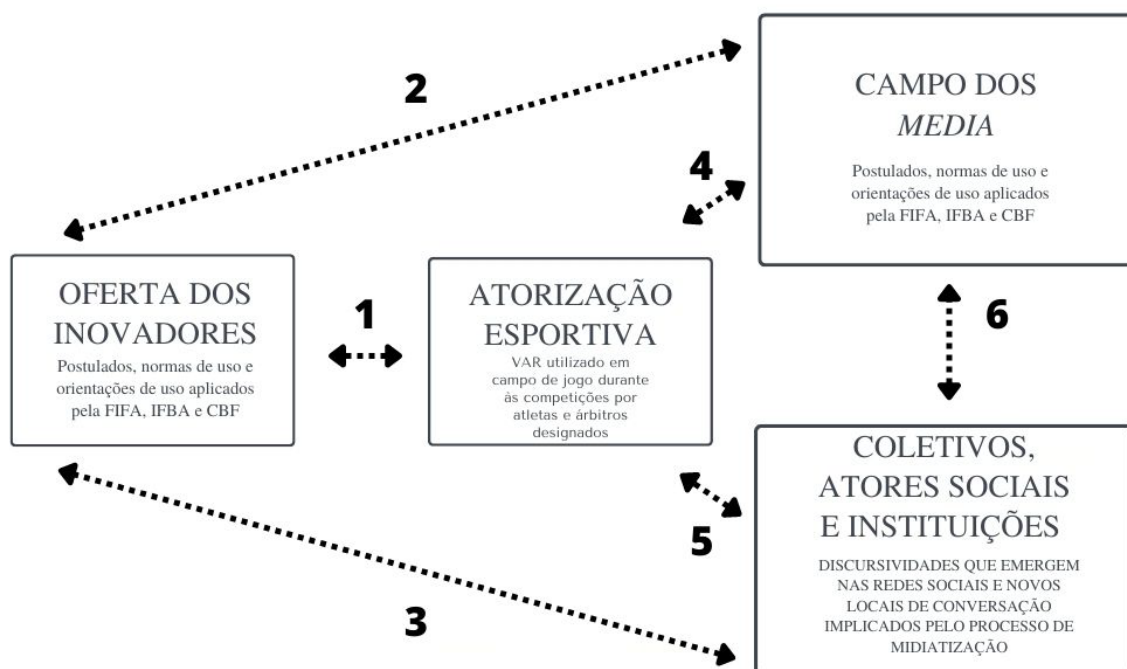 2
CAMPO DOS
MEDIA
Postulados, normas de uso e
orientações de uso aplicados
pela FIFA, IFBA e CBF
4
OFERTA DOS
INOVADORES
Postulados, normas de uso e
orientações de uso aplicados
pela FIFA, IFBA e CBF
1
ATORIZAÇÃO
ESPORTIVA
VAR utilizado em
campo de jogo durante
às competições por
atletas e árbitros
designados
6
COLETIVOS,
ATORES SOCIAIS
E INSTITUIÇÕES
DISCURSIVIDADES QUE EMERGEM
NAS REDES SOCIAIS E NOVOS
LOCAIS DE CONVERSAÇÃO
IMPLICADOS PELO PROCESSO DE
MIDIATIZAÇÃO
5
3